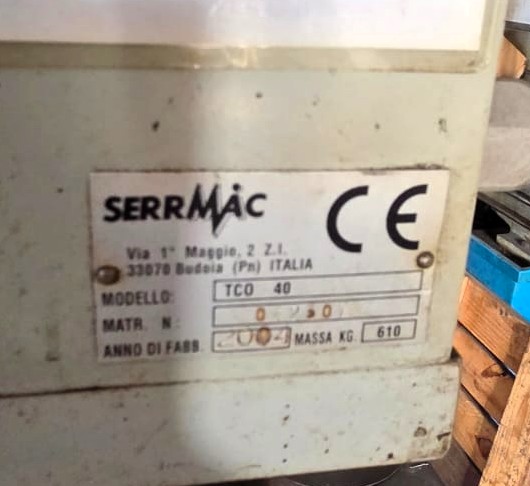 SERRMAC
CE
Via 1° Maggio, 2 Z.I.
33070 Budoia (Pn) ITALIA
MODELLO: TCO 40
MATR. N:
ANNO DI FABB. 2004 MASSA KG. 610